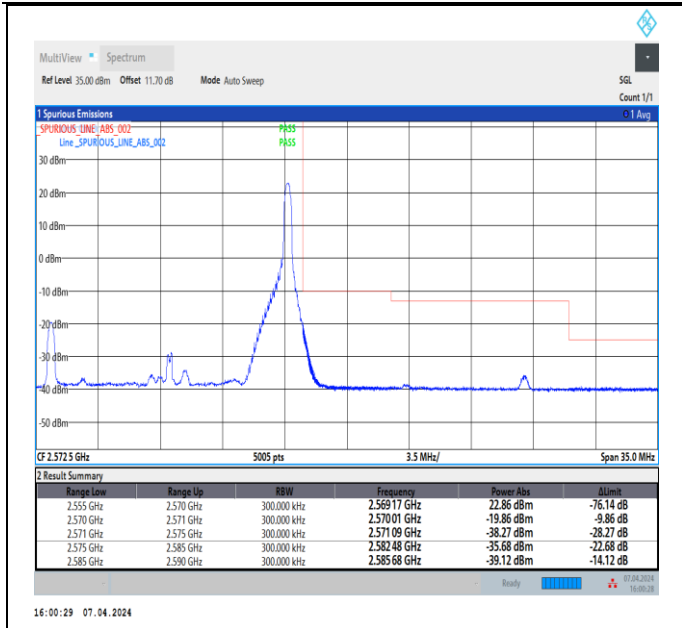 MultiView Spectrum
Ref Level 35.00 dBm Offset 11.70 dB Mode Auto Sweep SGL
Count 1/1
1 Spurious Emissions 1 Avg
_SPURIOUS_LINE_ABS_002 PASS
Line _SPURIOUS_LINE_ABS_002 PASS
30 dBm
20 dBm
10 dBm
0 dBm
-10 dBm
-20 dBm
-30 dBm
-40 dBm
-50 dBm
CF 2.572 5 GHz 5005 pts 3.5 MHz/ Span 35.0 MHz
2 Result Summary
Range Low Range Up RBW Frequency Power Abs ΔLimit
2.555 GHz 2.570 GHz 300.000 kHz 2.569 17 GHz 22.86 dBm -76.14 dB
2.570 GHz 2.571 GHz 300.000 kHz 2.570 01 GHz -19.86 dBm -9.86 dB
2.571 GHz 2.575 GHz 300.000 kHz 2.571 09 GHz -38.27 dBm -28.27 dB
2.575 GHz 2.585 GHz 300.000 kHz 2.582 48 GHz -35.68 dBm -22.68 dB
2.585 GHz 2.590 GHz 300.000 kHz 2.585 68 GHz -39.12 dBm -14.12 dB
Ready 07.04.2024
16:00:28
16:00:29 07.04.2024